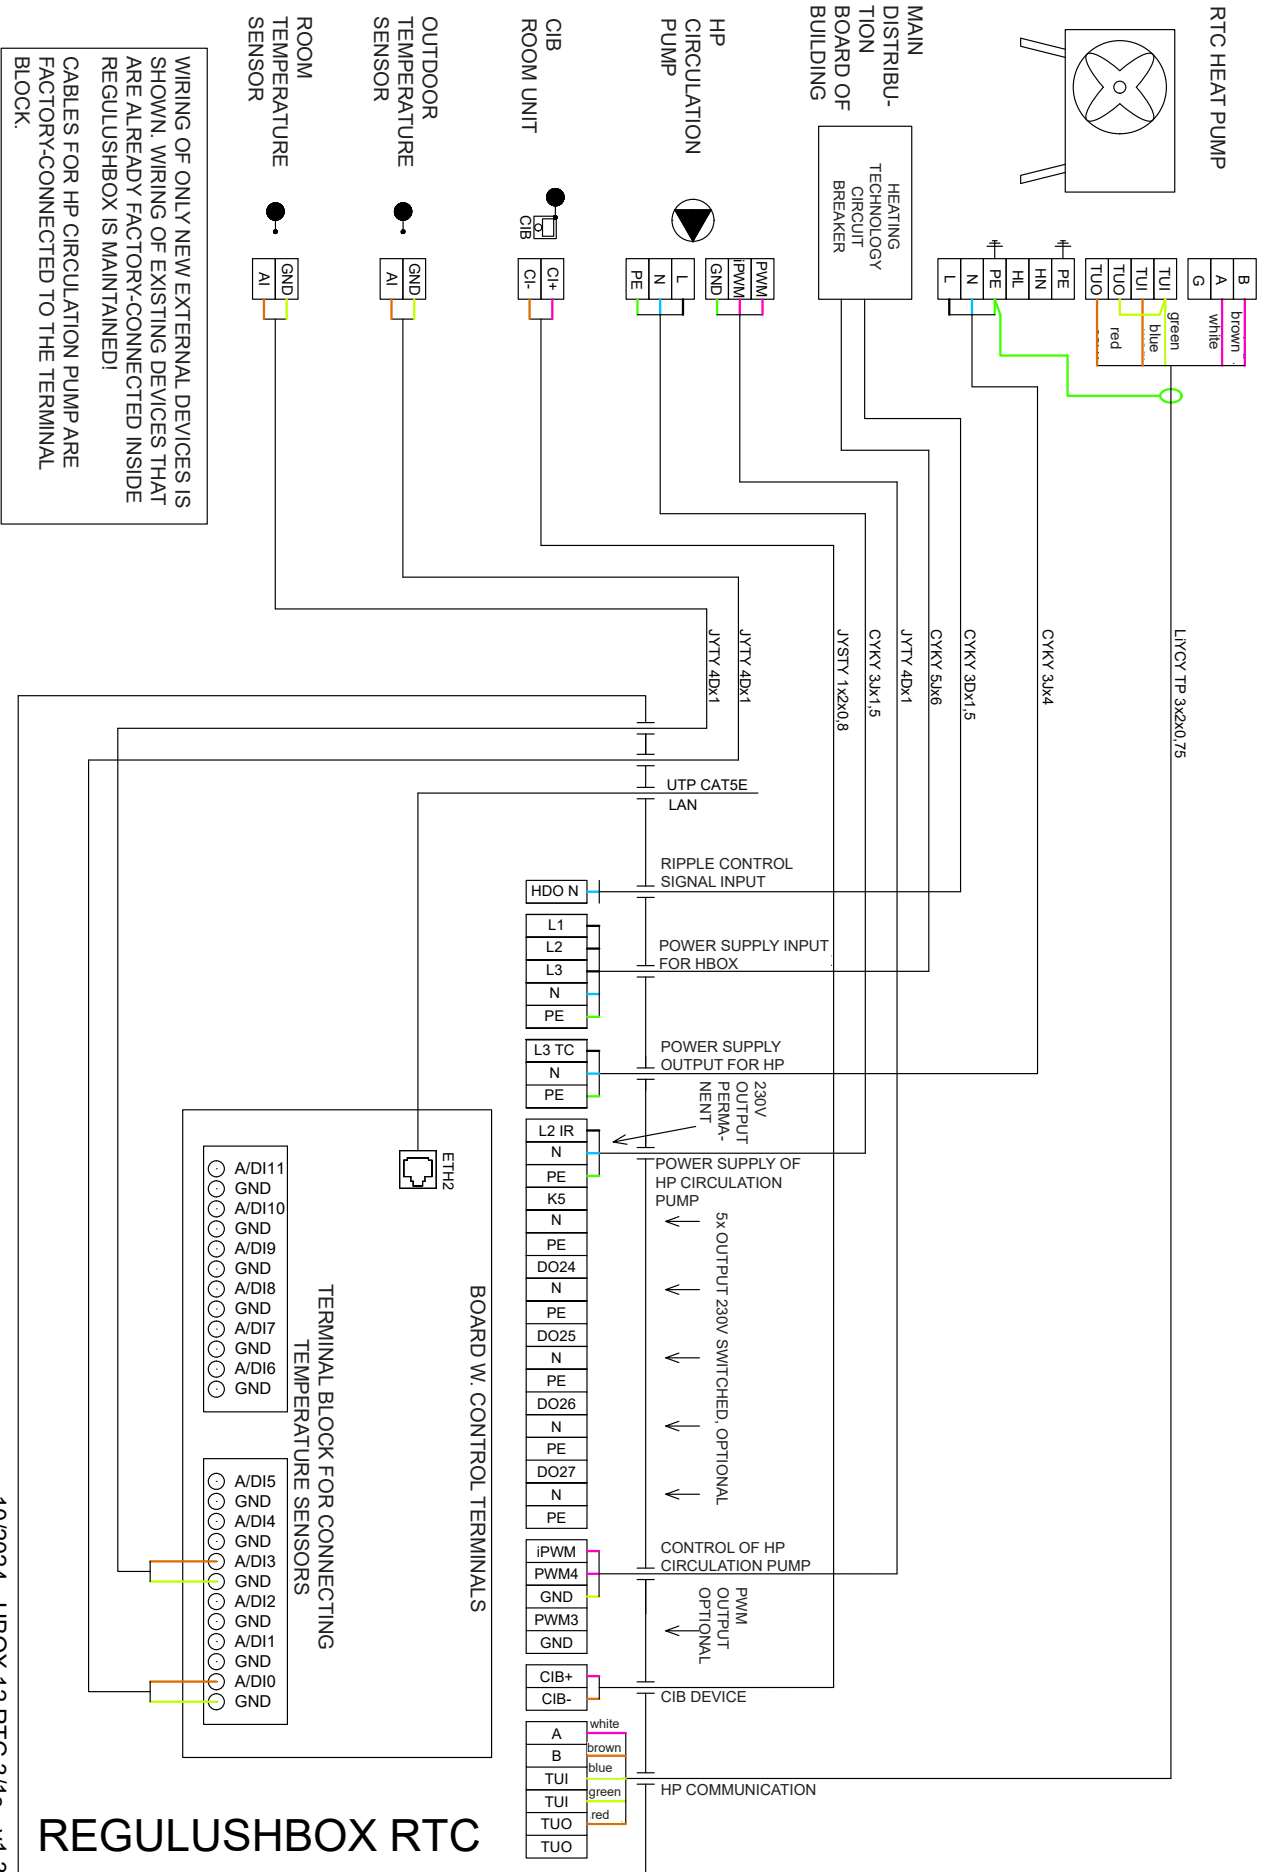 RTC HEAT PUMP
MAIN
DISTRIBU-
TION
BOARD OF
BUILDING
HP
CIRCULATION
PUMP
CIB
ROOM UNIT
OUTDOOR
TEMPERATURE
SENSOR
ROOM
TEMPERATURE
SENSOR
WIRING OF ONLY NEW EXTERNAL DEVICES IS
SHOWN. WIRING OF EXISTING DEVICES THAT
ARE ALREADY FACTORY-CONNECTED INSIDE
REGULUSHBOX IS MAINTAINED!
CABLES FOR HP CIRCULATION PUMP ARE
FACTORY-CONNECTED TO THE TERMINAL
BLOCK.
HEATING
TECHNOLOGY
CIRCUIT
BREAKER
CIB
B
A
G
TUI
TUI
TUO
TUO
PE
HN
HL
PE
N
L
PWM
iPWM
GND
L
N
PE
CI+
CI-
GND
AI
GND
AI
brown
white
green
blue
red
LiYCY TP 3x2x0,75
CYKY 3Jx4
CYKY 3Dx1,5
CYKY 5Jx6
JYTY 4Dx1
CYKY 3Jx1,5
JYSTY 1x2x0,8
JYTY 4Dx1
JYTY 4Dx1
UTP CAT5E
LAN
RIPPLE CONTROL
SIGNAL INPUT
HDO N
L1
L2
L3
N
PE
POWER SUPPLY INPUT
FOR HBOX
L3 TC
N
PE
POWER SUPPLY
OUTPUT FOR HP
230V
OUTPUT
PERMA-
NENT
L2 IR
N
PE
POWER SUPPLY OF
HP CIRCULATION
PUMP
K5
N
PE
DO24
N
PE
DO25
N
PE
DO26
N
PE
DO27
N
PE
5x OUTPUT 230V SWITCHED, OPTIONAL
iPWM
PWM4
GND
PWM3
GND
CONTROL OF HP
CIRCULATION PUMP
PWM
OUTPUT
OPTIONAL
CIB+
CIB-
CIB DEVICE
A
B
TUI
TUI
TUO
TUO
white
brown
blue
green
red
HP COMMUNICATION
ETH2
BOARD W. CONTROL TERMINALS
TERMINAL BLOCK FOR CONNECTING
TEMPERATURE SENSORS
A/DI11
GND
A/DI10
GND
A/DI9
GND
A/DI8
GND
A/DI7
GND
A/DI6
GND
A/DI5
GND
A/DI4
GND
A/DI3
GND
A/DI2
GND
A/DI1
GND
A/DI0
GND
REGULUSHBOX RTC